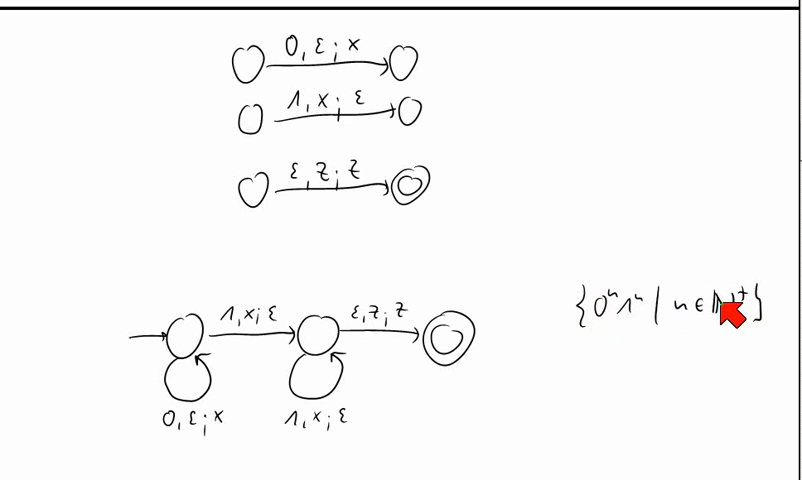 0, ε; x
1, x; ε
ε, z; z
{0ⁿ1ⁿ | n ∈ ℕ⁺}
1, x; ε
ε, z; z
0, ε; x
1, x; ε